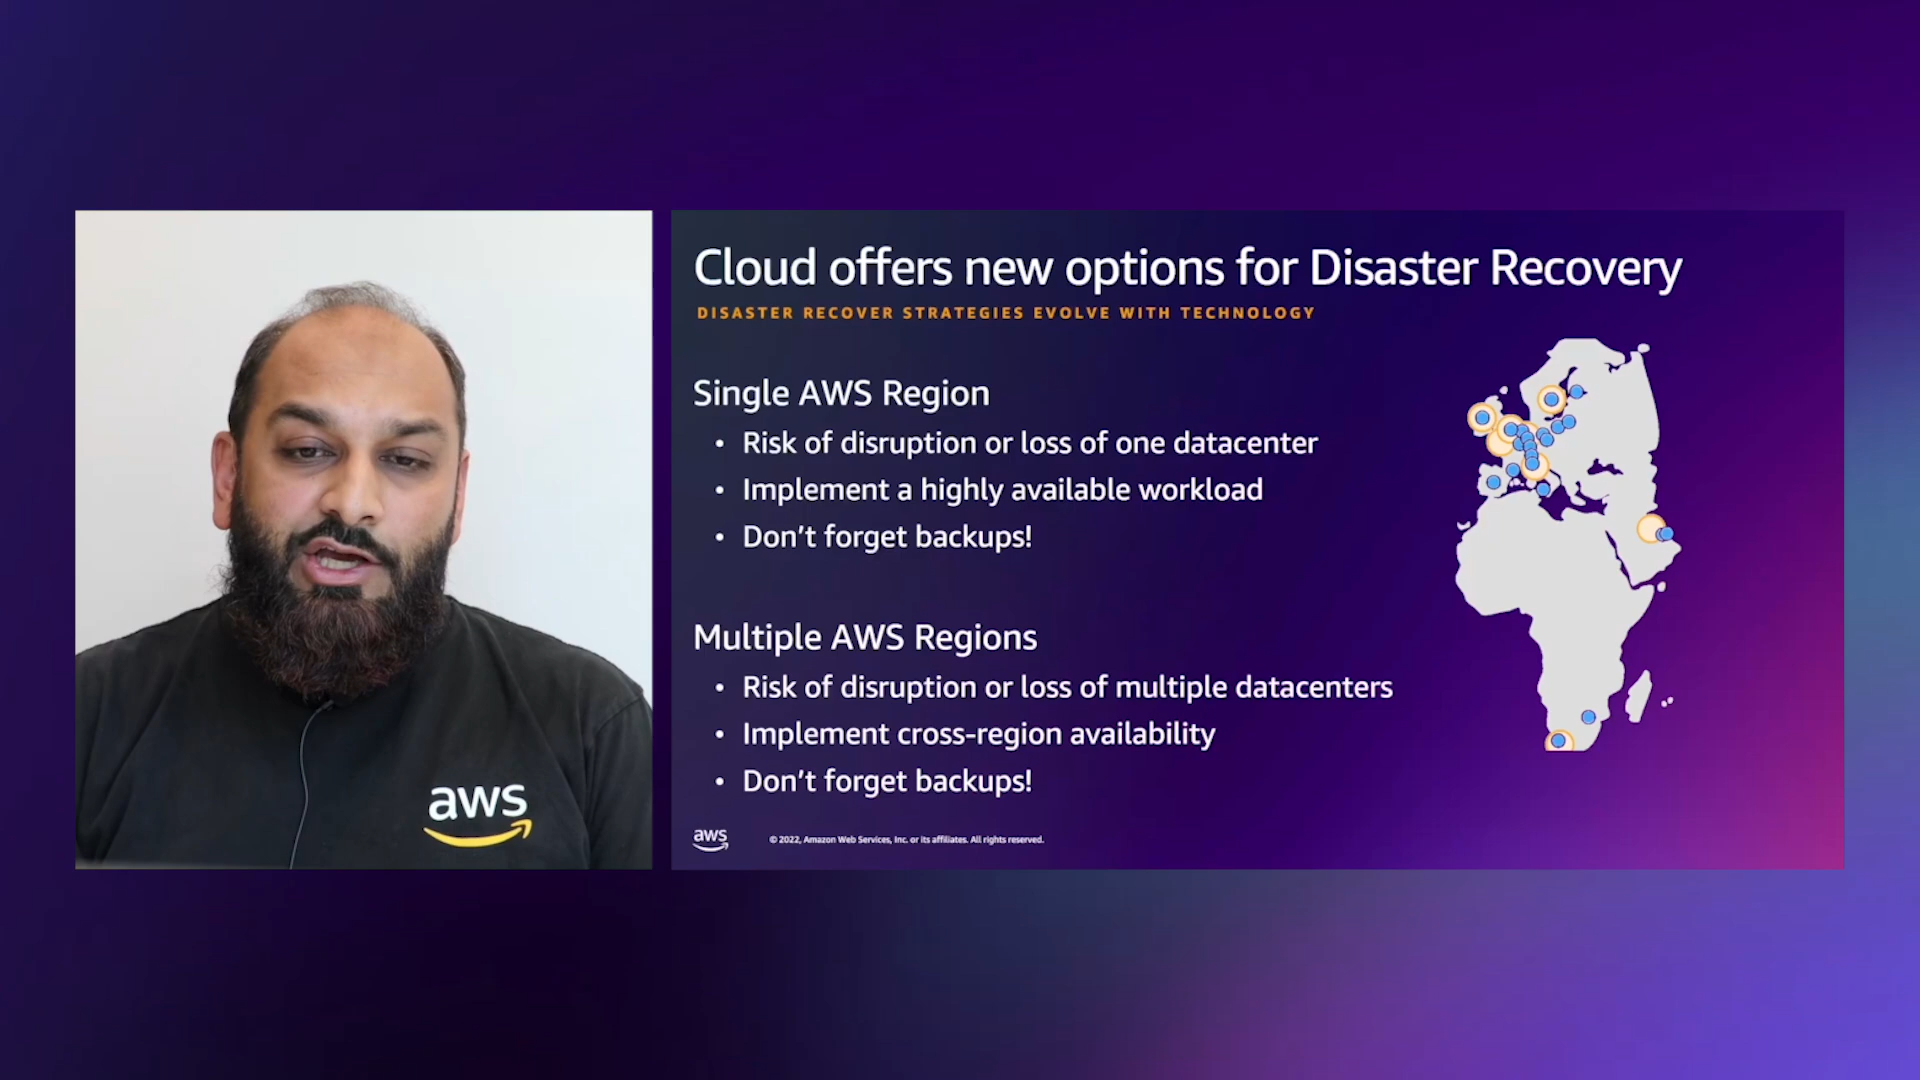 aws
Cloud offers new options for Disaster Recovery
DISASTER RECOVER STRATEGIES EVOLVE WITH TECHNOLOGY
Single AWS Region
• Risk of disruption or loss of one datacenter
• Implement a highly available workload
• Don't forget backups!
Multiple AWS Regions
• Risk of disruption or loss of multiple datacenters
• Implement cross-region availability
• Don't forget backups!
aws
© 2022, Amazon Web Services, Inc. or its affiliates. All rights reserved.